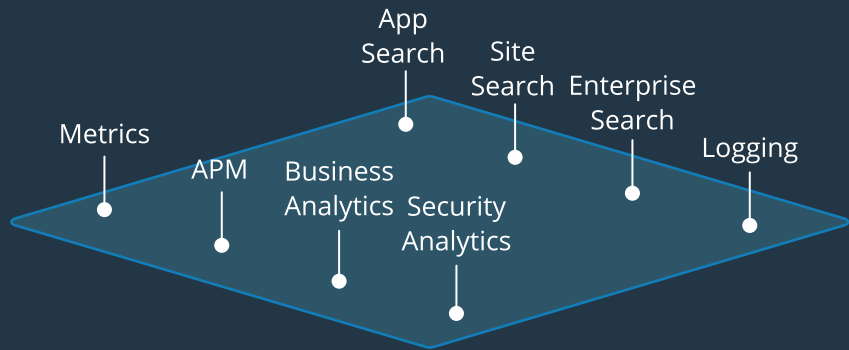 App
Search
Site
Search
Enterprise
Search
Metrics
Logging
APM
Business
Analytics
Security
Analytics